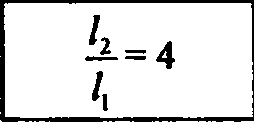 l₂/l₁ = 4